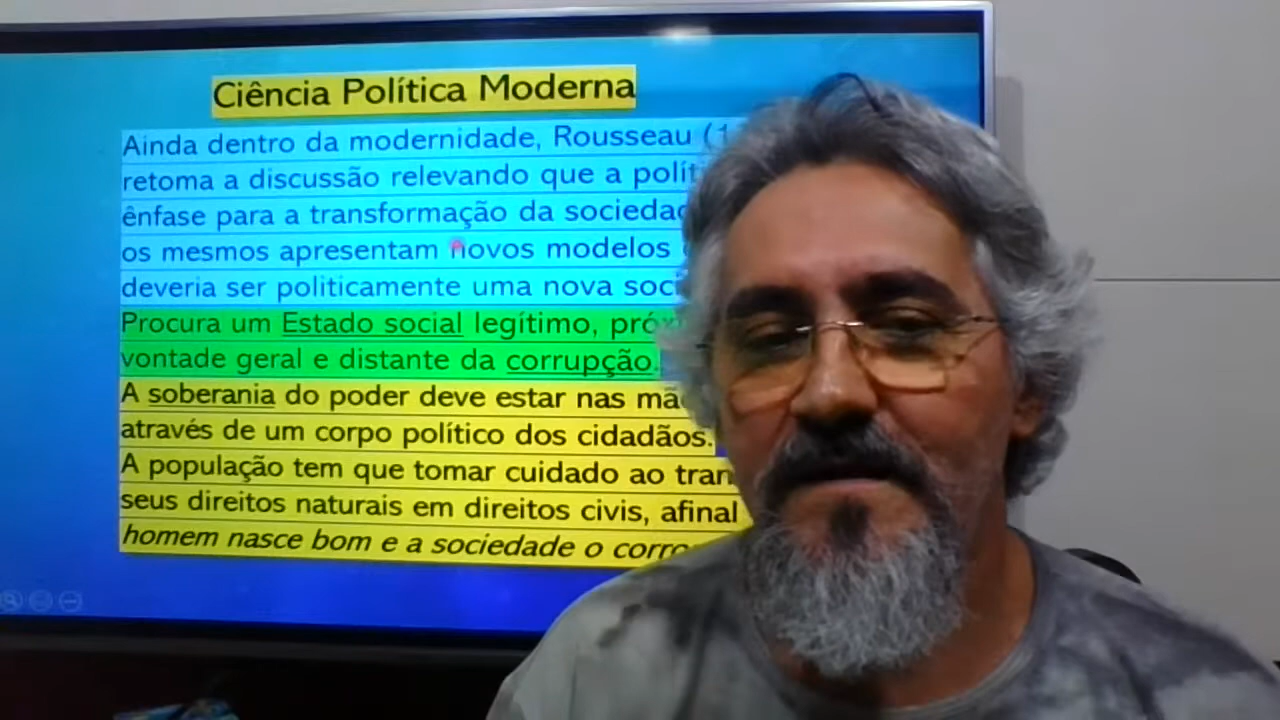 Ciência Política Moderna
Ainda dentro da modernidade, Rousseau (1
retoma a discussão relevando que a polít
ênfase para a transformação da sociedad
os mesmos apresentam novos modelos
deveria ser politicamente uma nova soci
Procura um Estado social legítimo, próx
vontade geral e distante da corrupção.
A soberania do poder deve estar nas mã
através de um corpo político dos cidadãos.
A população tem que tomar cuidado ao tran
seus direitos naturais em direitos civis, afinal
homem nasce bom e a sociedade o corro